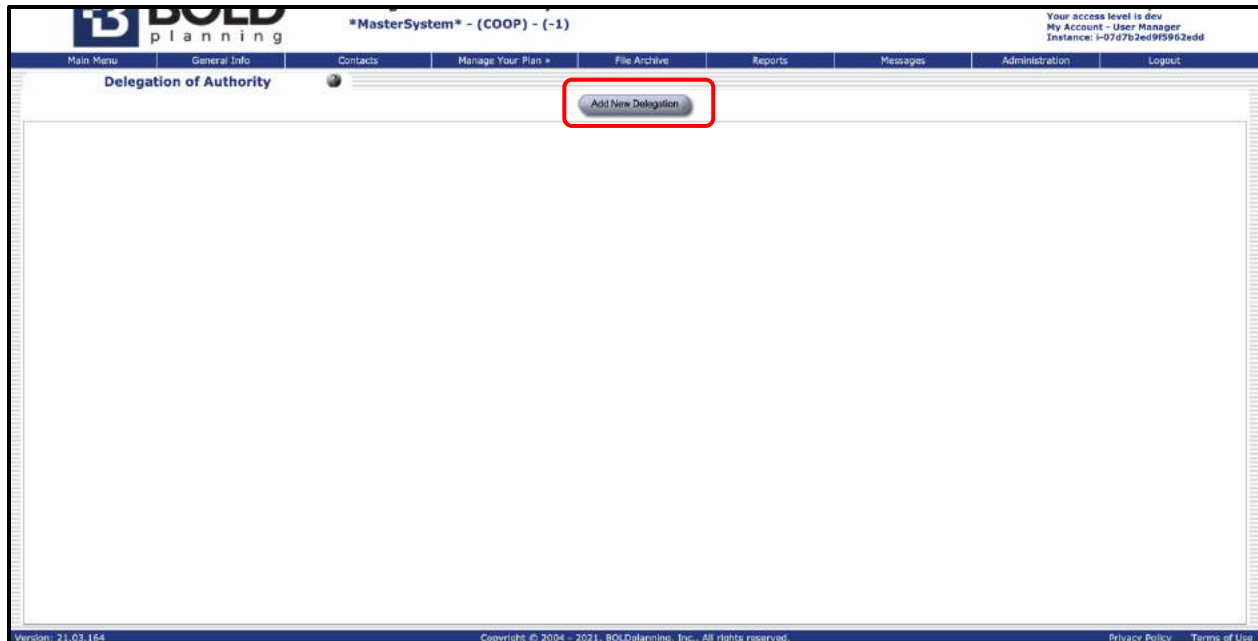 BOLD
planning
*MasterSystem* - (COOP) - (-1)
Your access level is dev
My Account - User Manager
Instance: i-07d7b2ed9f5962edd
Main Menu General Info Contacts Manage Your Plan » File Archive Reports Messages Administration Logout
Delegation of Authority
Add New Delegation
Version: 21.03.164 Copyright © 2004 - 2021, BOLDplanning, Inc., All rights reserved. Privacy Policy Terms of Use